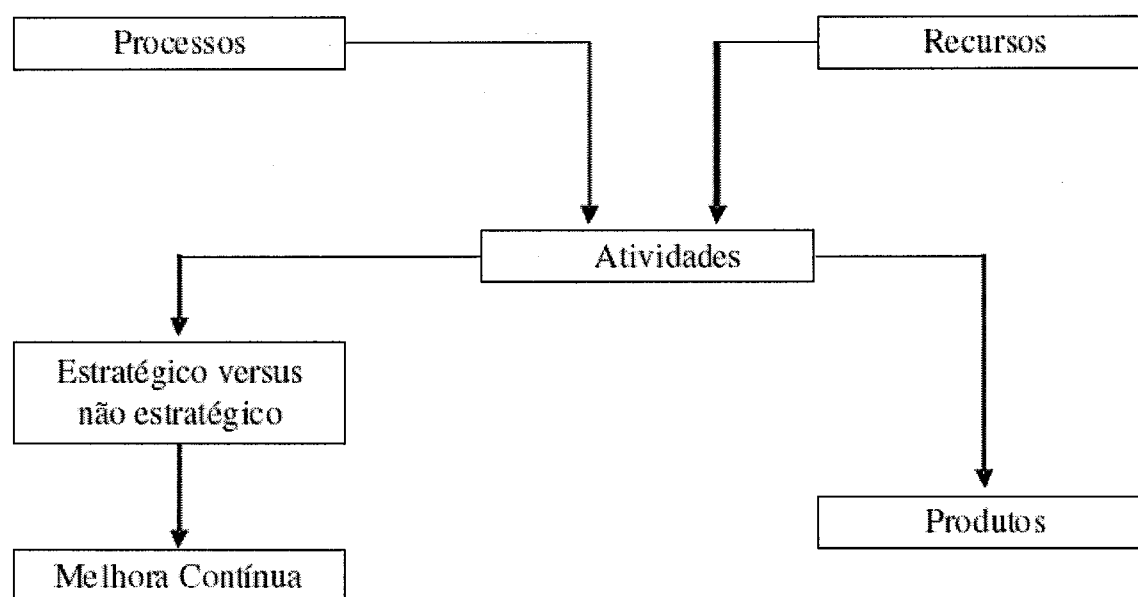 Processos
Recursos
Atividades
Estratégico versus
não estratégico
Produtos
Melhora Contínua